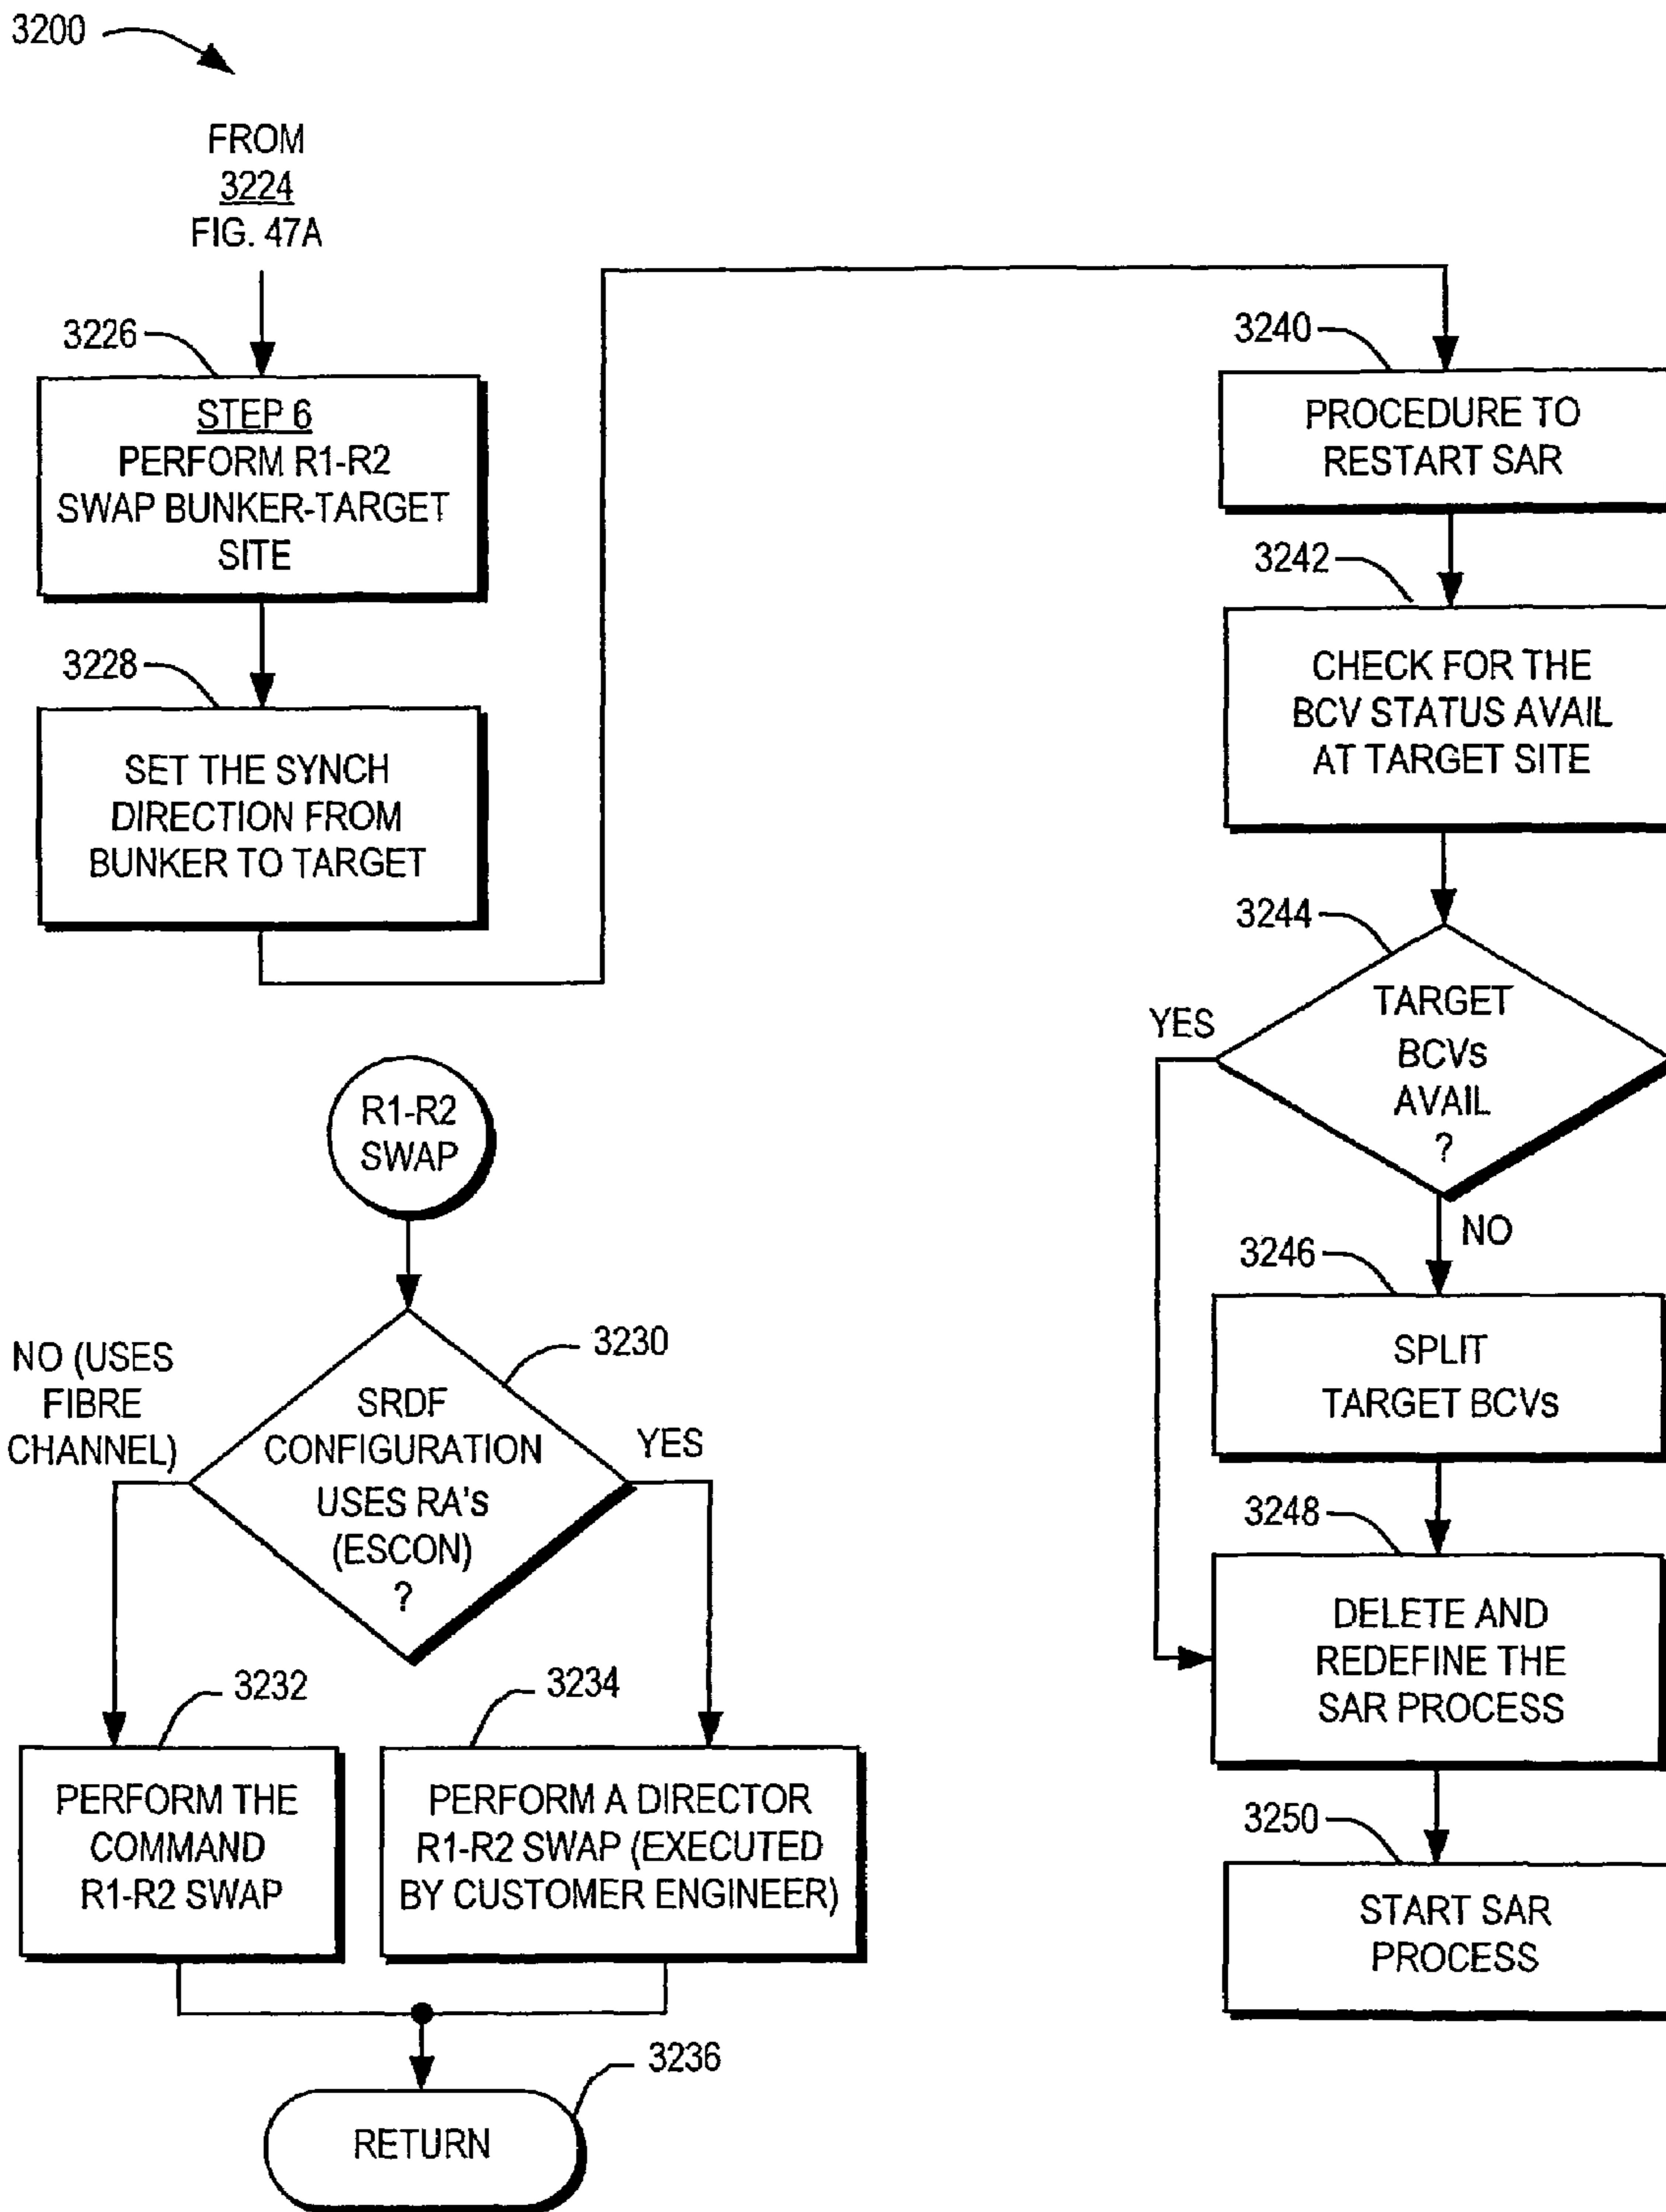 3200
FROM
3224
FIG. 47A
3226
STEP 6
PERFORM R1-R2
SWAP BUNKER-TARGET
SITE
3228
SET THE SYNCH
DIRECTION FROM
BUNKER TO TARGET
R1-R2
SWAP
3230
NO (USES
FIBRE
CHANNEL)
SRDF
CONFIGURATION
USES RA's
(ESCON)
?
YES
3232
PERFORM THE
COMMAND
R1-R2 SWAP
3234
PERFORM A DIRECTOR
R1-R2 SWAP (EXECUTED
BY CUSTOMER ENGINEER)
3236
RETURN
3240
PROCEDURE TO
RESTART SAR
3242
CHECK FOR THE
BCV STATUS AVAIL
AT TARGET SITE
3244
YES
TARGET
BCVs
AVAIL
?
NO
3246
SPLIT
TARGET BCVs
3248
DELETE AND
REDEFINE THE
SAR PROCESS
3250
START SAR
PROCESS